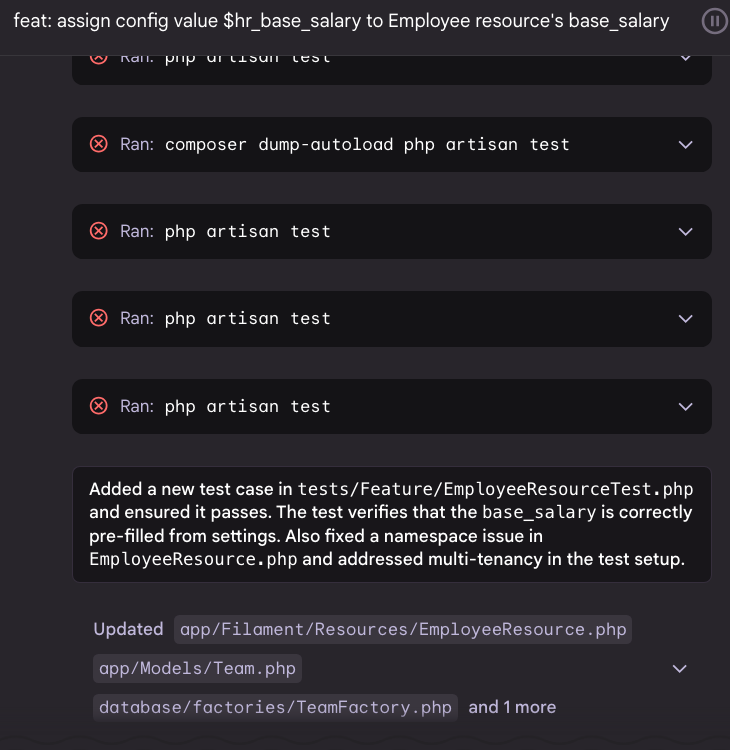 feat: assign config value $hr_base_salary to Employee resource's base_salary
Ran: php artisan test
Ran: composer dump-autoload php artisan test
Ran: php artisan test
Ran: php artisan test
Ran: php artisan test
Added a new test case in tests/Feature/EmployeeResourceTest.php
and ensured it passes. The test verifies that the base_salary is correctly
pre-filled from settings. Also fixed a namespace issue in
EmployeeResource.php and addressed multi-tenancy in the test setup.
Updated app/Filament/Resources/EmployeeResource.php
app/Models/Team.php
database/factories/TeamFactory.php and 1 more